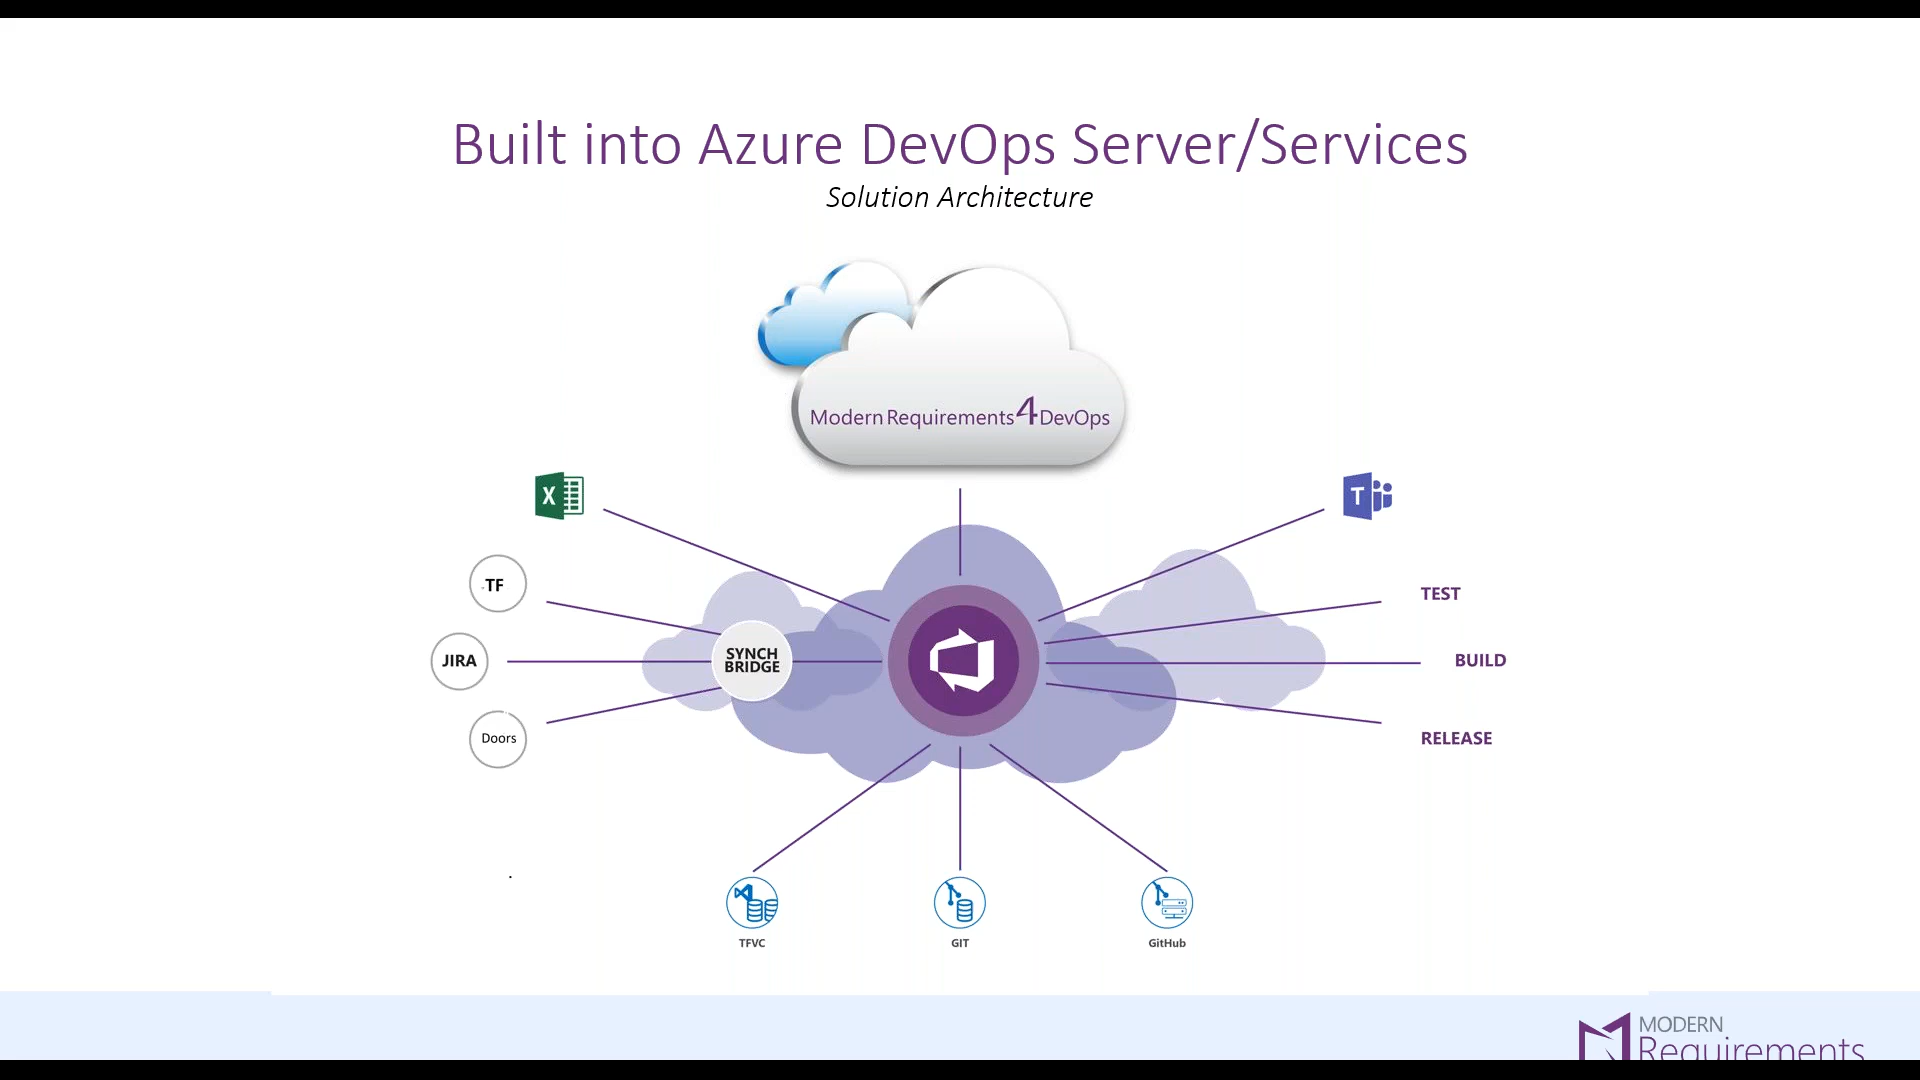 Built into Azure DevOps Server/Services
Solution Architecture
Modern Requirements4DevOps
X
T
TF
TEST
SYNCH
BRIDGE
JIRA
BUILD
Doors
RELEASE
TFVC
GIT
GitHub
MODERN
Requirements